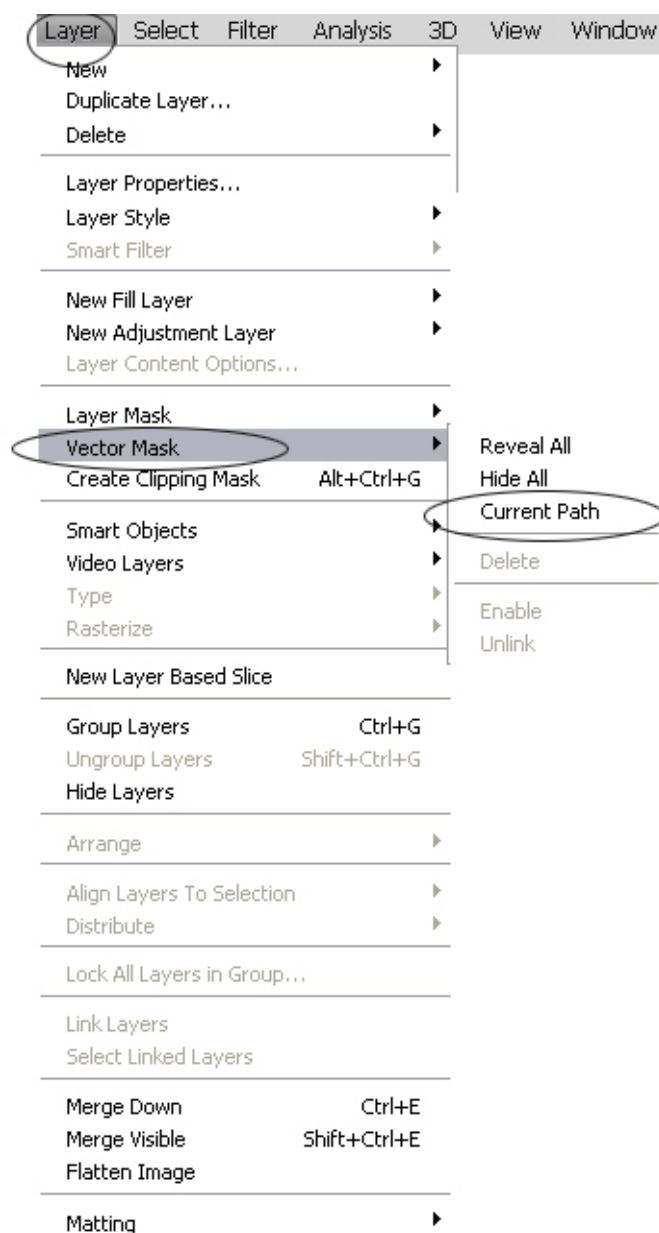 Layer Select Filter Analysis 3D View Window
New
Duplicate Layer...
Delete
Layer Properties...
Layer Style
Smart Filter
New Fill Layer
New Adjustment Layer
Layer Content Options...
Layer Mask
Vector Mask
Create Clipping Mask Alt+Ctrl+G
Smart Objects
Video Layers
Type
Rasterize
New Layer Based Slice
Group Layers Ctrl+G
Ungroup Layers Shift+Ctrl+G
Hide Layers
Arrange
Align Layers To Selection
Distribute
Lock All Layers in Group...
Link Layers
Select Linked Layers
Merge Down Ctrl+E
Merge Visible Shift+Ctrl+E
Flatten Image
Matting
Reveal All
Hide All
Current Path
Delete
Enable
Unlink